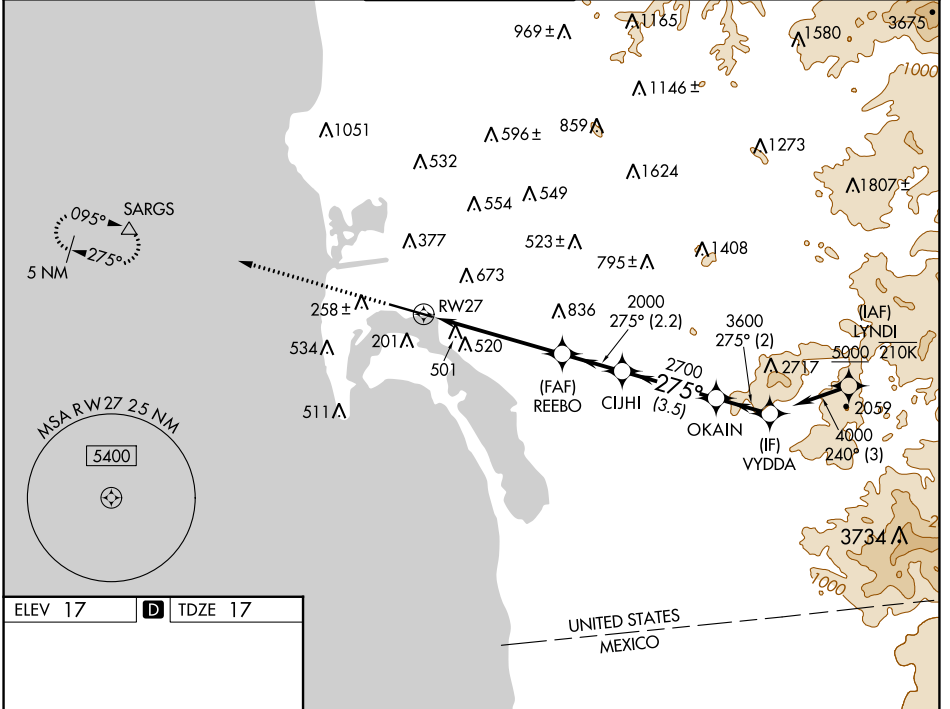 969 ±
1165
1580
3675
1000
1146 ±
1051
596 ±
859
532
1273
1624
1807 ±
554
549
SARGS
095°
275°
5 NM
377
523 ±
795 ±
1408
673
258 ±
RW27
836
2000
275° (2.2)
3600
275° (2)
(IAF)
LYNDI
5000
210K
534
201
520
501
2717
2700
275°
(3.5)
(FAF)
REEBO
CIJHI
OKAIN
(IF)
VYDDA
2059
4000
240° (3)
511
MSA RW27 25 NM
5400
3734
2
1000
ELEV 17
D
TDZE 17
UNITED STATES
MEXICO